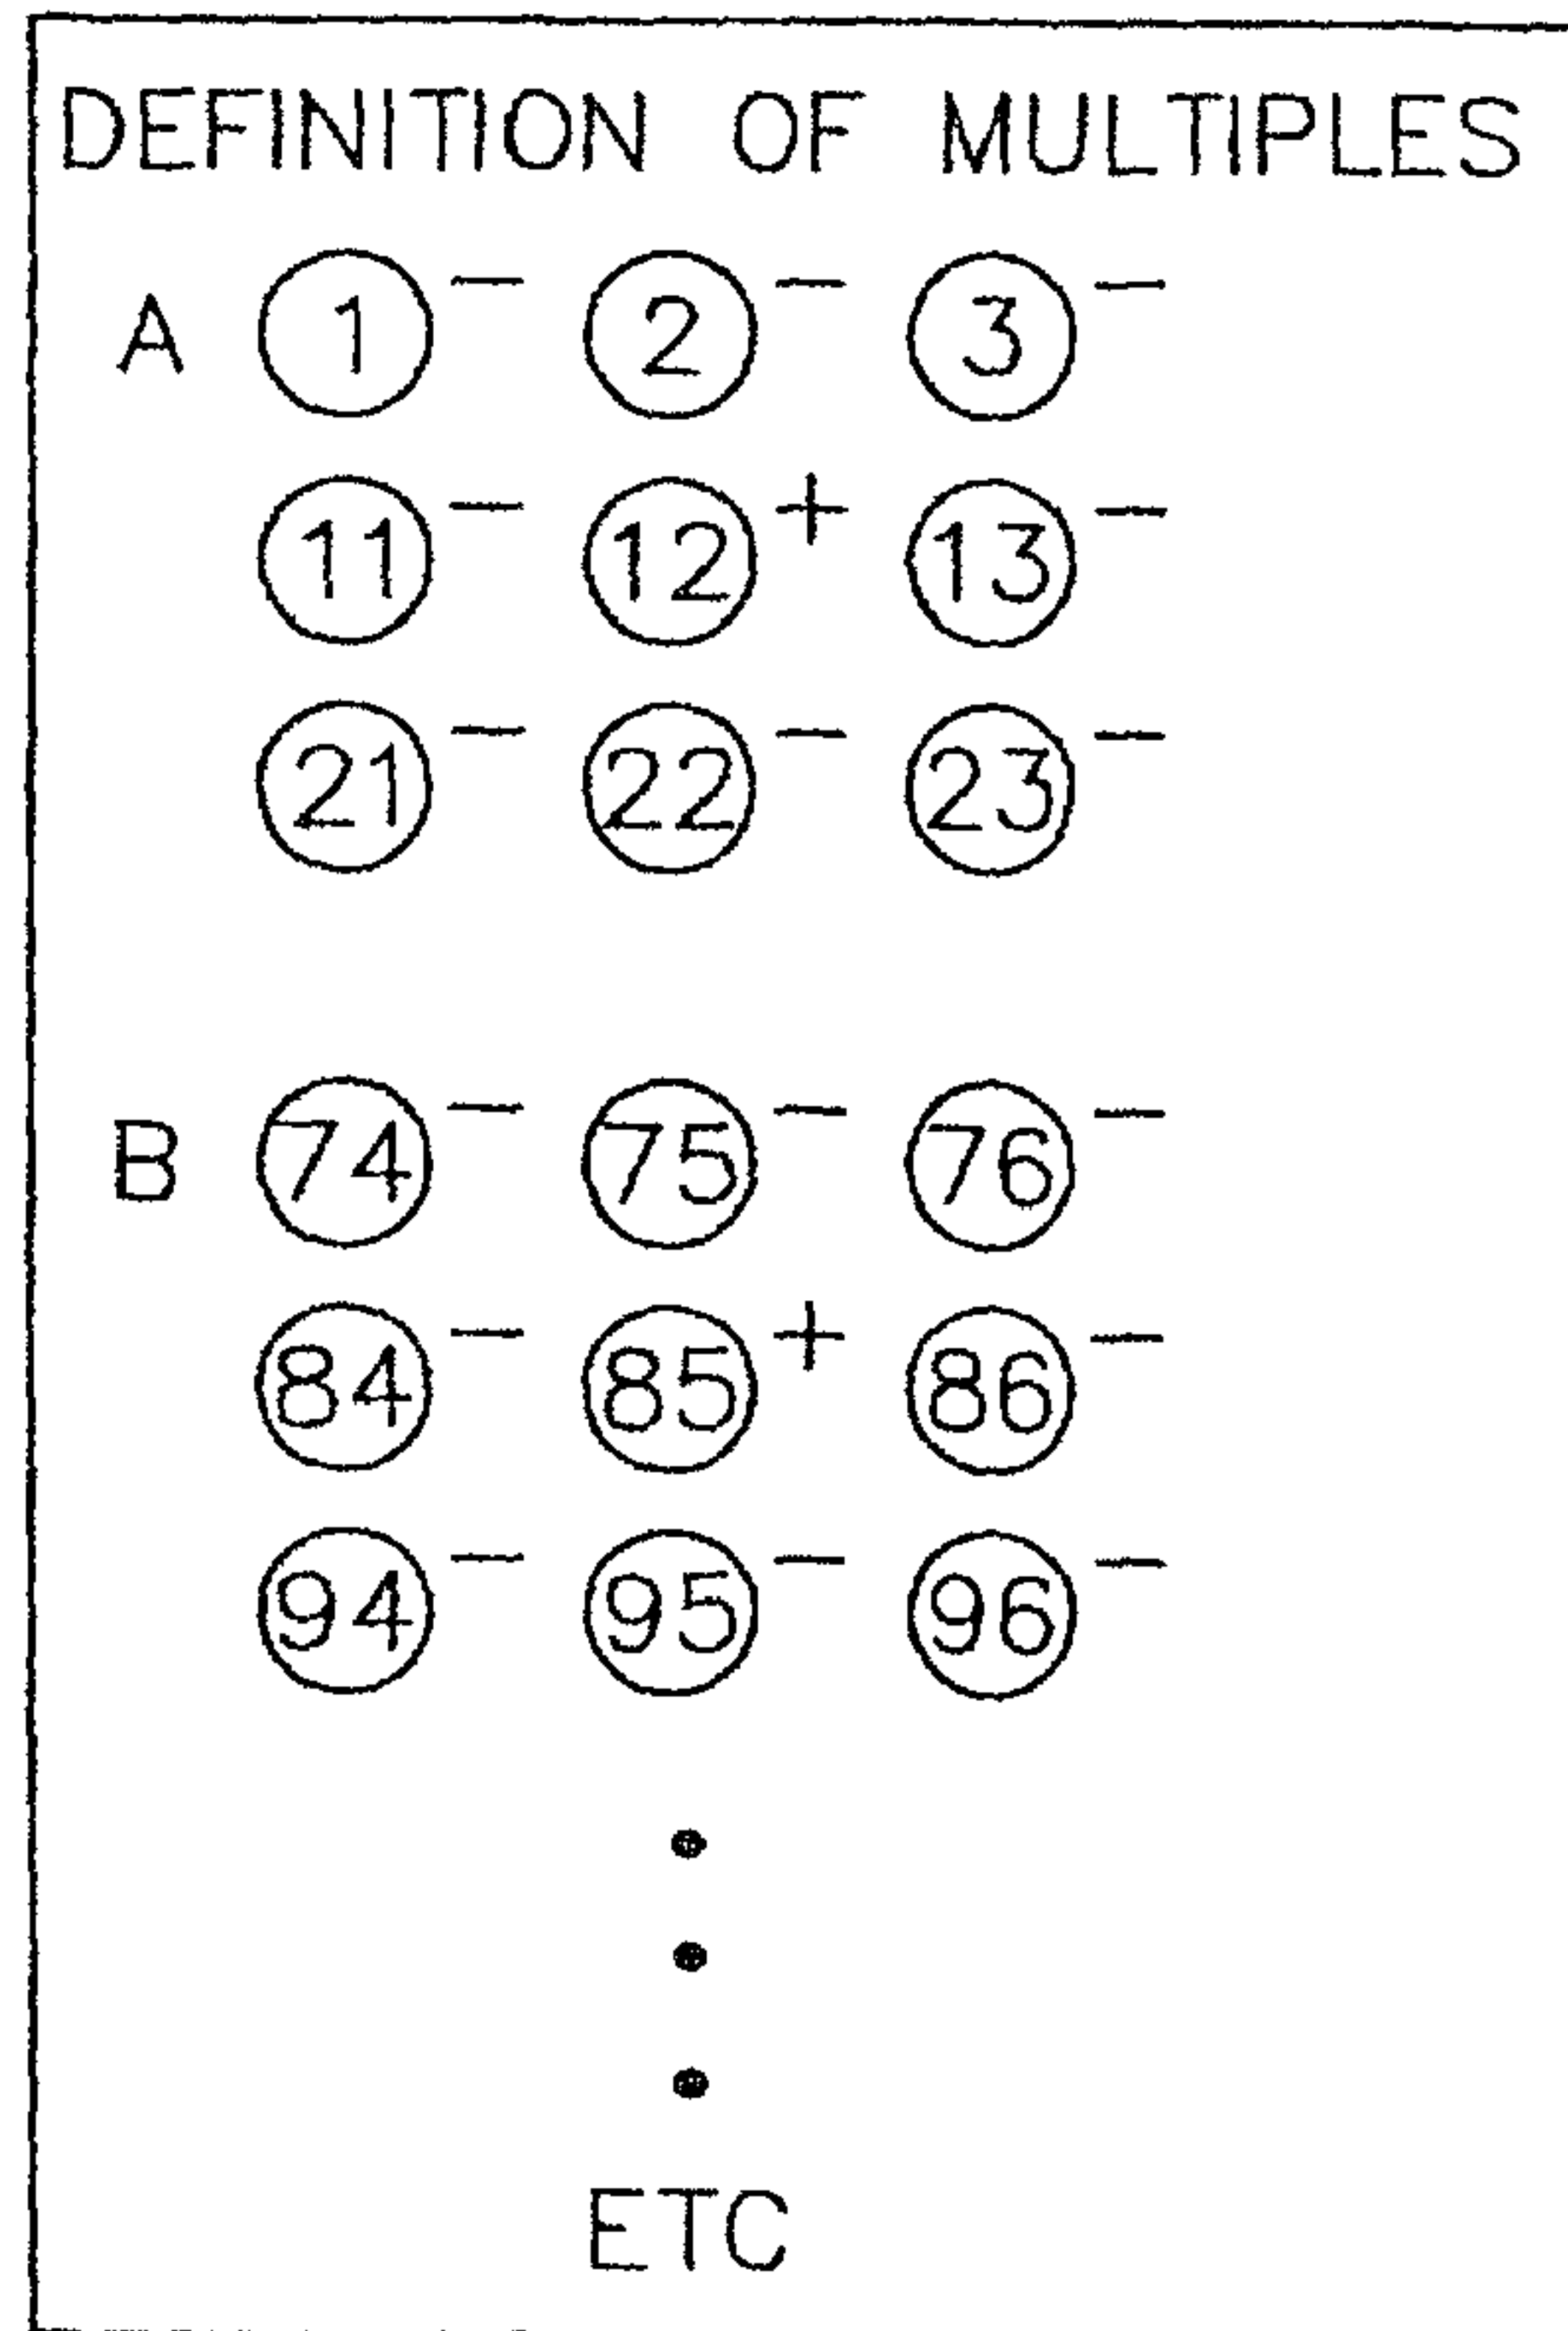 DEFINITION OF MULTIPLES
A 1 − 2 − 3 −
11 − 12 + 13 −
21 − 22 − 23 −
B 74 − 75 − 76 −
84 − 85 + 86 −
94 − 95 − 96 −
ETC